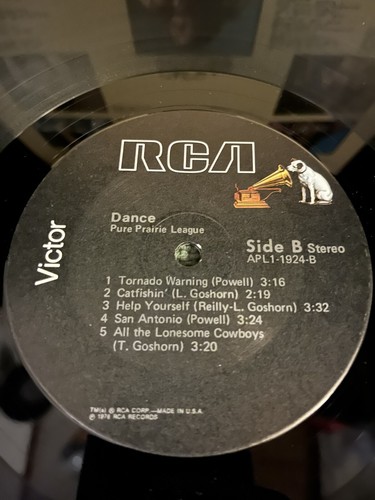 RCA
Victor
Dance
Pure Prairie League
Side B Stereo
APL1-1924-B
1 Tornado Warning (Powell) 3:16
2 Catfishin' (L. Goshorn) 2:19
3 Help Yourself (Reilly-L. Goshorn) 3:32
4 San Antonio (Powell) 3:24
5 All the Lonesome Cowboys
(T. Goshorn) 3:20
TM(s) ® RCA CORP.—MADE IN U.S.A.
℗ 1976 RCA RECORDS